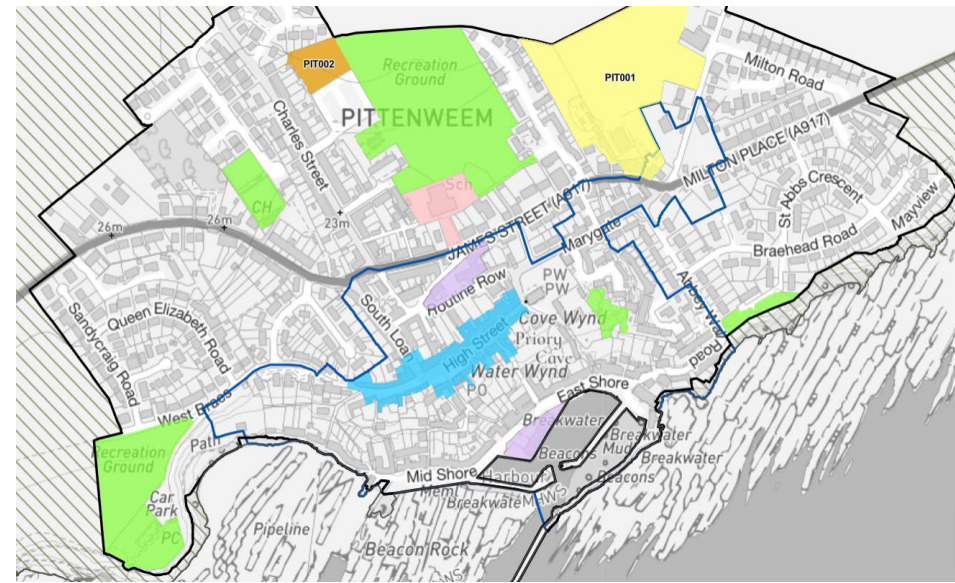 PIT002
Recreation
Ground
PIT001
Milton Road
PITTENWEEM
Charles Street
MILTON PLACE (A917)
Sch
CH
26m
26m
23m
JAMES STREET (A917)
St Abbs Crescent
Mayview
Marygate
Braehead Road
Sandycraig Road
Queen Elizabeth Road
South Loan
Routine Row
PW
PW
Abbey Wall
Road
Cove Wynd
Priory
Cave
High Street
Water Wynd
PO
East Shore
West Braes
Path
Recreation
Ground
Breakwater
Breakwater
Mud
Beacons
Breakwater
Beacons
Mid Shore
Harbour
Meml
Breakwate
Car
Park
PC
Pipeline
Beacon Rock